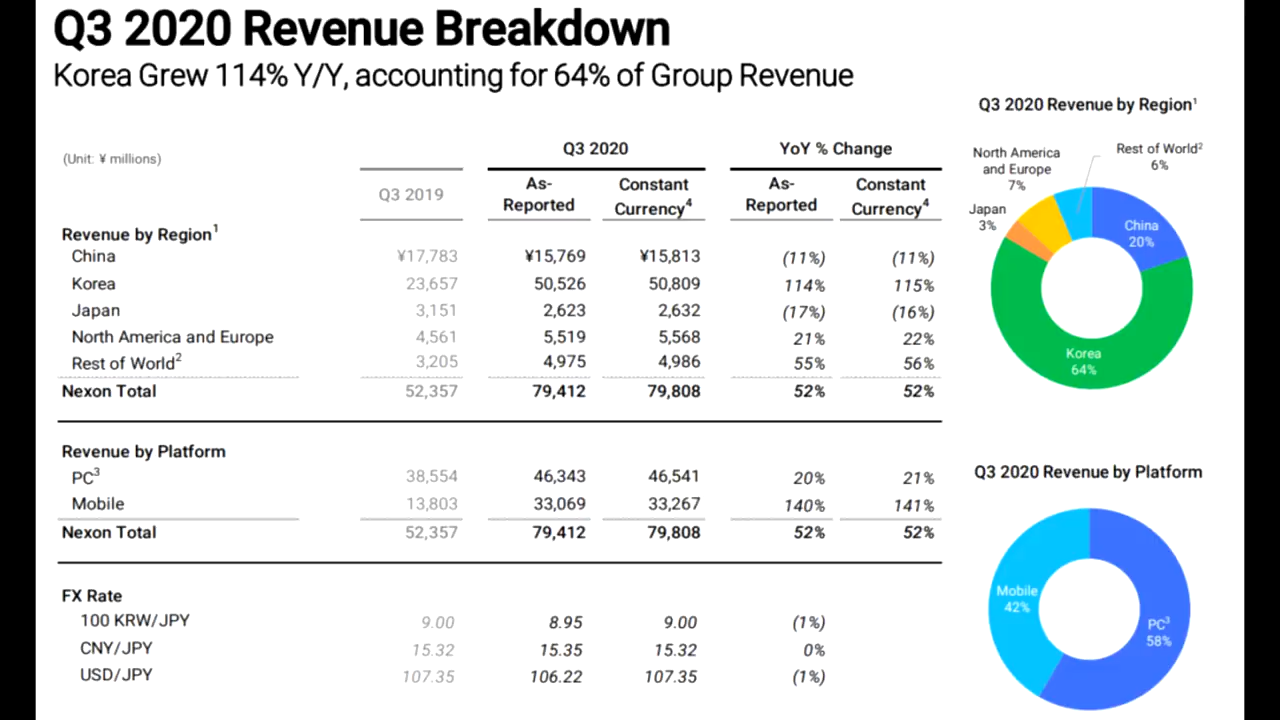 Q3 2020 Revenue Breakdown
Korea Grew 114% Y/Y, accounting for 64% of Group Revenue
(Unit: ¥ millions)
Q3 2020
YoY % Change
Q3 2019
As-Reported
Constant Currency4
As-Reported
Constant Currency4
Revenue by Region1
China ¥17,783 ¥15,769 ¥15,813 (11%) (11%)
Korea 23,657 50,526 50,809 114% 115%
Japan 3,151 2,623 2,632 (17%) (16%)
North America and Europe 4,561 5,519 5,568 21% 22%
Rest of World2 3,205 4,975 4,986 55% 56%
Nexon Total 52,357 79,412 79,808 52% 52%
Revenue by Platform
PC3 38,554 46,343 46,541 20% 21%
Mobile 13,803 33,069 33,267 140% 141%
Nexon Total 52,357 79,412 79,808 52% 52%
FX Rate
100 KRW/JPY 9.00 8.95 9.00 (1%)
CNY/JPY 15.32 15.35 15.32 0%
USD/JPY 107.35 106.22 107.35 (1%)
Q3 2020 Revenue by Region1
North America
and Europe
7%
Rest of World2
6%
Japan
3%
China
20%
Korea
64%
Q3 2020 Revenue by Platform
Mobile
42%
PC3
58%